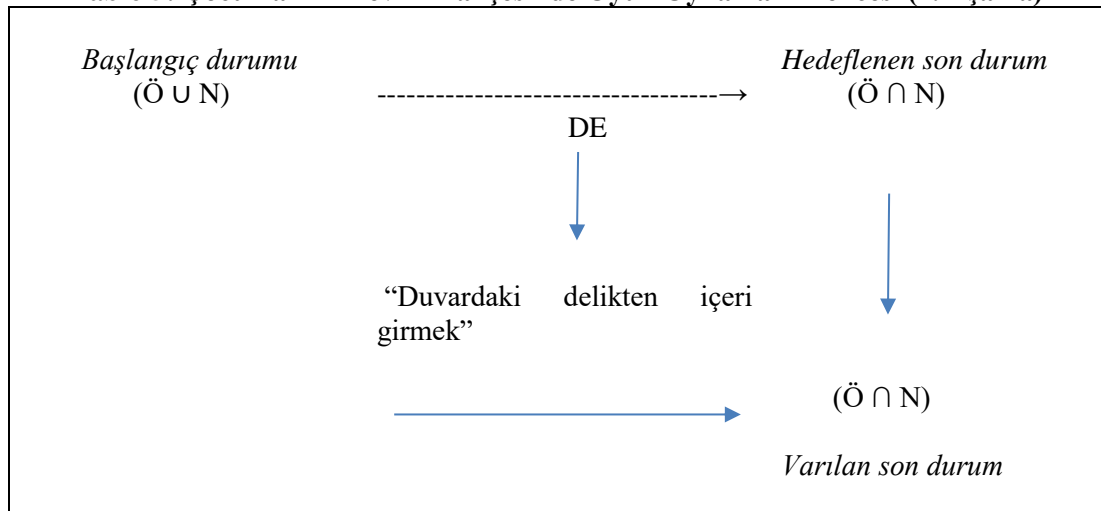 Başlangıç durumu Hedeflenen son durum
(Ö ∪ N) -----------------------------------→ (Ö ∩ N)
DE
“Duvardaki delikten içeri
girmek”
(Ö ∩ N)
Varılan son durum